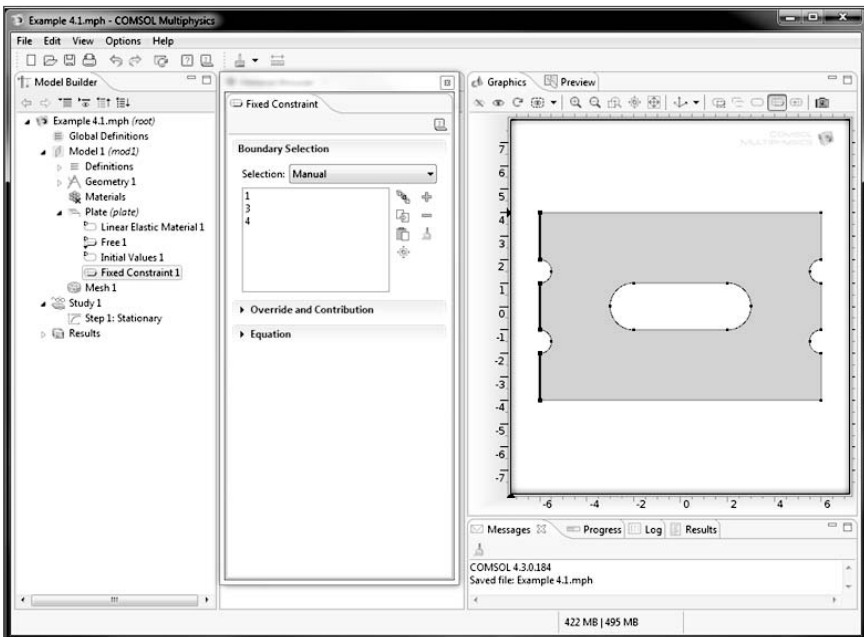 Example 4.1.mph - COMSOL Multiphysics
File Edit View Options Help
Model Builder
Example 4.1.mph (root)
Global Definitions
Model 1 (mod1)
Definitions
Geometry 1
Materials
Plate (plate)
Linear Elastic Material 1
Free 1
Initial Values 1
Fixed Constraint 1
Mesh 1
Study 1
Step 1: Stationary
Results
Fixed Constraint
Boundary Selection
Selection: Manual
1
3
4
Override and Contribution
Equation
Graphics Preview
COMSOL
MULTIPHYSICS
7
6
5
4
3
2
1
0
-1
-2
-3
-4
-5
-6
-7
-6 -4 -2 0 2 4 6
Messages Progress Log Results
COMSOL 4.3.0.184
Saved file: Example 4.1.mph
422 MB | 495 MB